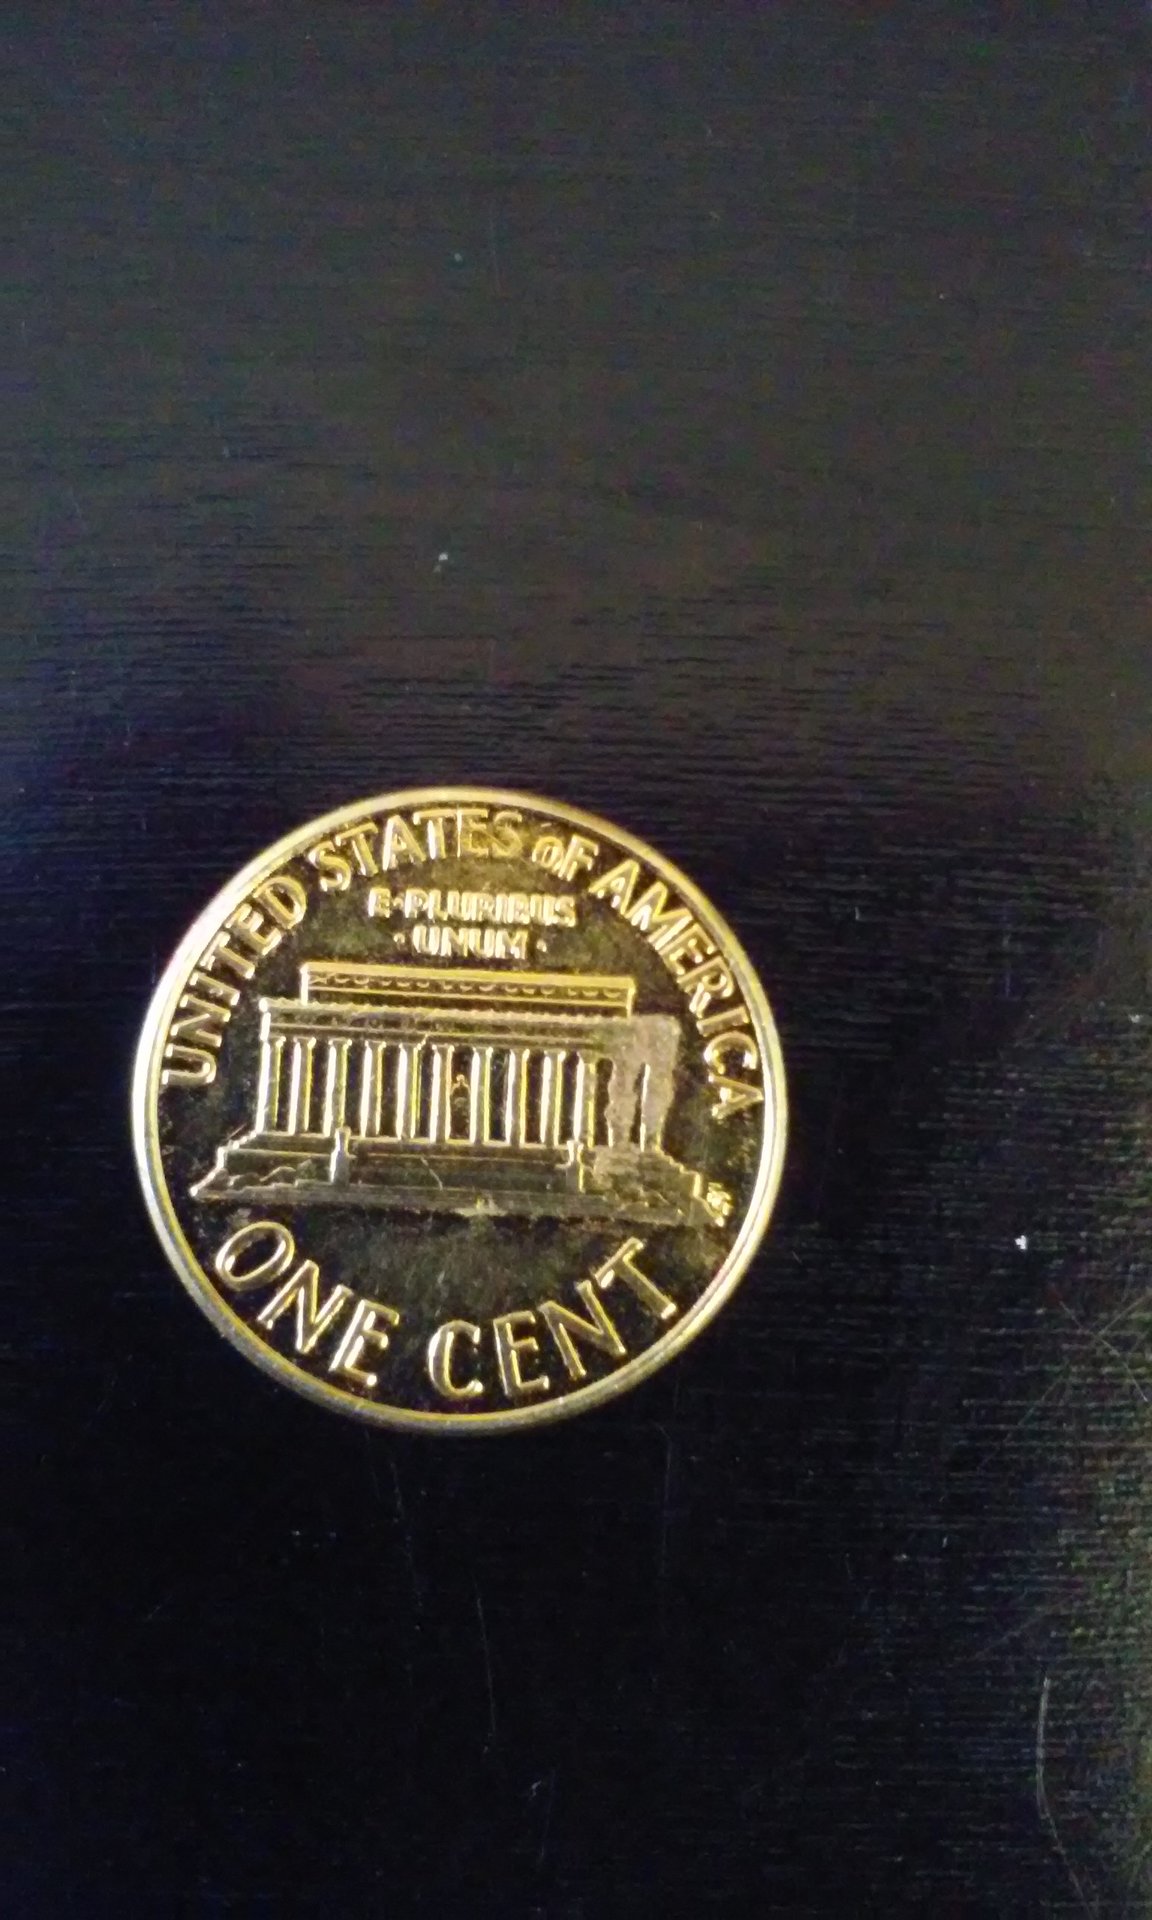 UNITED STATES oF AMERICA
E·PLURIBUS
·UNUM·
ONE CENT